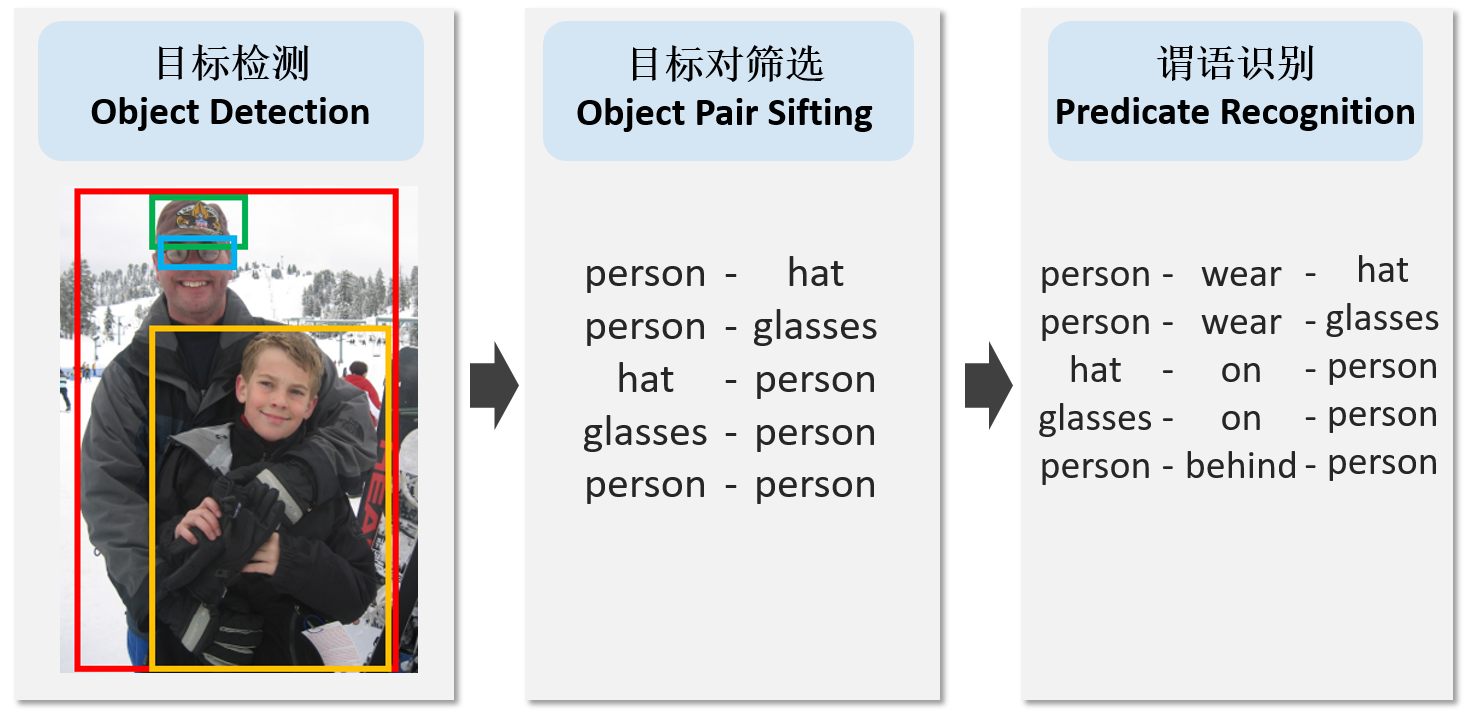 目标检测
Object Detection
HEAD
目标对筛选
Object Pair Sifting
person - hat
person - glasses
hat - person
glasses - person
person - person
谓语识别
Predicate Recognition
person - wear - hat
person - wear - glasses
hat - on - person
glasses - on - person
person - behind - person